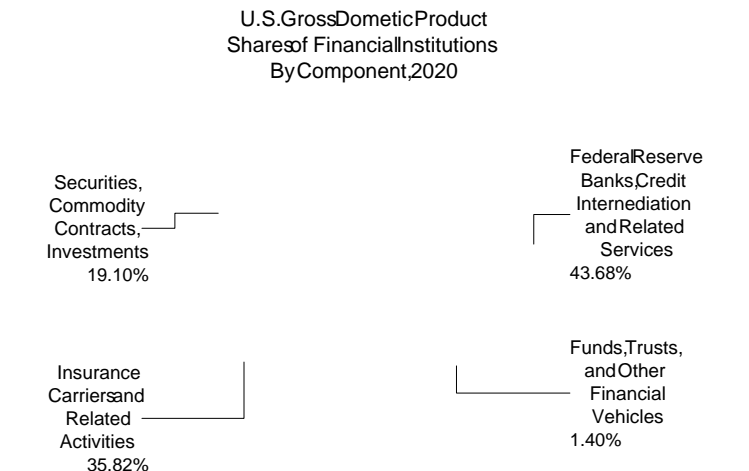 U.S.GrossDometicProduct
Sharesof FinancialInstitutions
ByComponent,2020
FederalReserve
Banks,Credit
Internediation
andRelated
Services
43.68%
Securities,
Commodity
Contracts,
Investments
19.10%
Funds,Trusts,
andOther
Financial
Vehicles
1.40%
Insurance
Carriersand
Related
Activities
35.82%